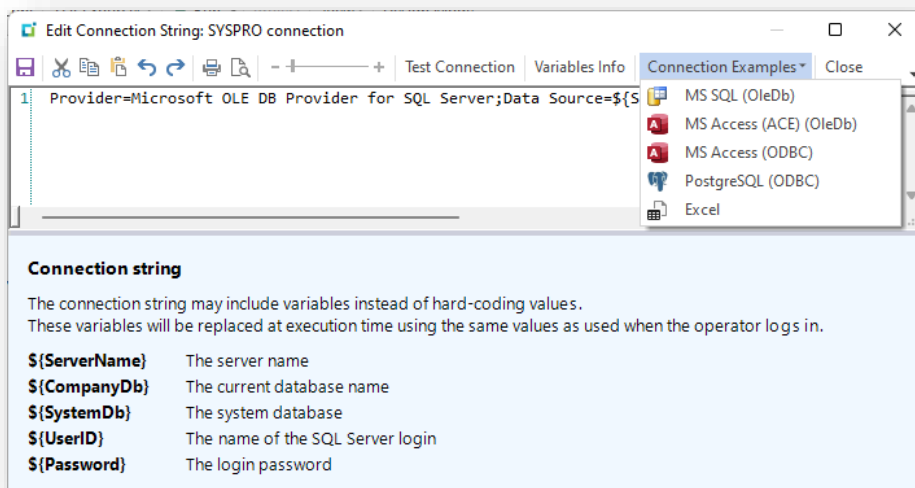 Edit Connection String: SYSPRO connection
Test Connection Variables Info Connection Examples Close
1 Provider=Microsoft OLE DB Provider for SQL Server;Data Source=${S
MS SQL (OleDb)
MS Access (ACE) (OleDb)
MS Access (ODBC)
PostgreSQL (ODBC)
Excel
Connection string
The connection string may include variables instead of hard-coding values.
These variables will be replaced at execution time using the same values as used when the operator logs in.
${ServerName} The server name
${CompanyDb} The current database name
${SystemDb} The system database
${UserID} The name of the SQL Server login
${Password} The login password